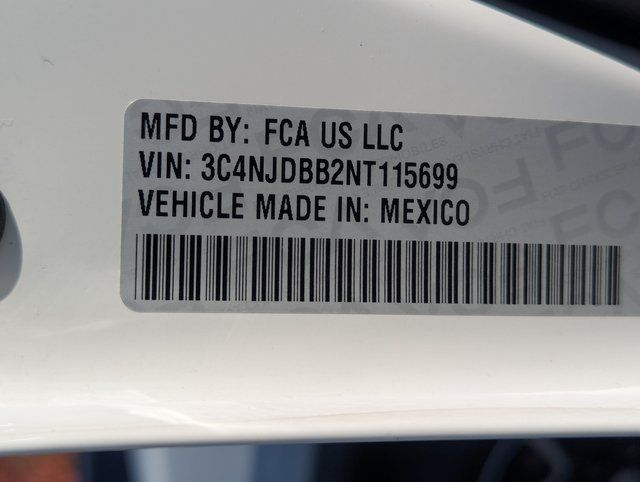 MFD BY: FCA US LLC
VIN: 3C4NJDBB2NT115699
VEHICLE MADE IN: MEXICO